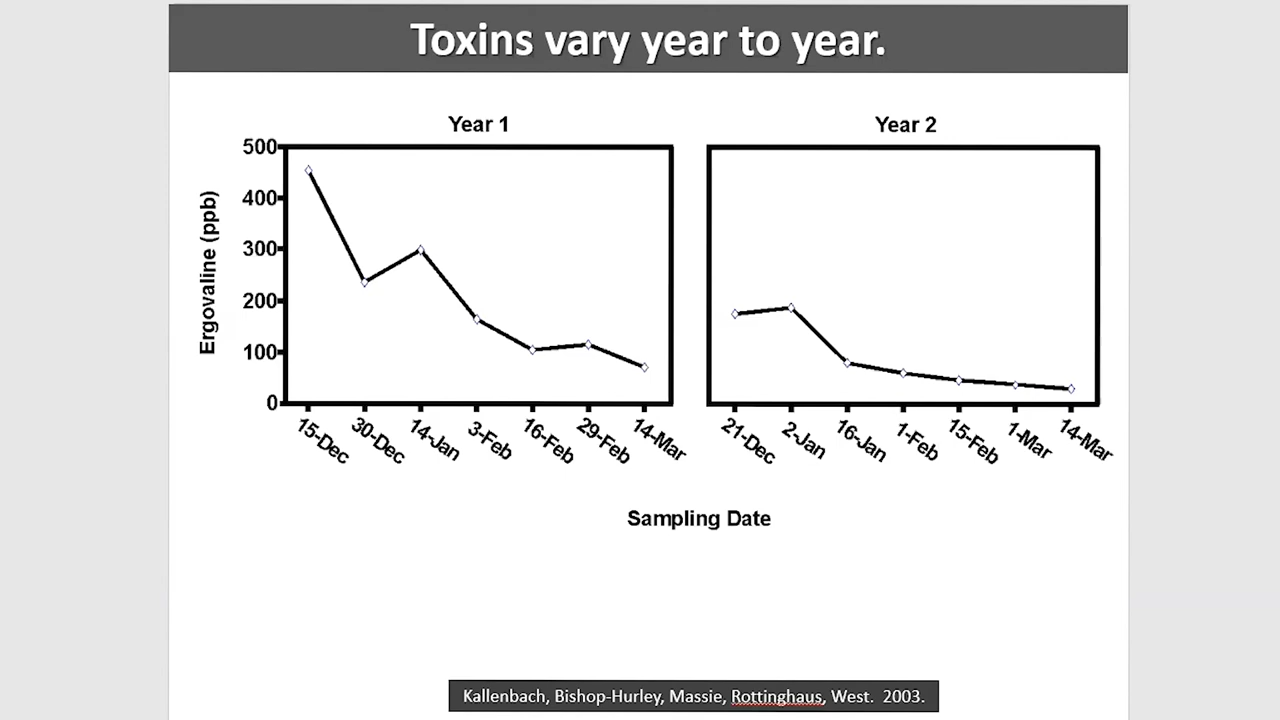 Toxins vary year to year.
Year 1
Year 2
Ergovaline (ppb)
500
400
300
200
100
0
15-Dec
30-Dec
14-Jan
3-Feb
16-Feb
29-Feb
14-Mar
21-Dec
2-Jan
16-Jan
1-Feb
15-Feb
1-Mar
14-Mar
Sampling Date
Kallenbach, Bishop-Hurley, Massie, Rottinghaus, West.  2003.